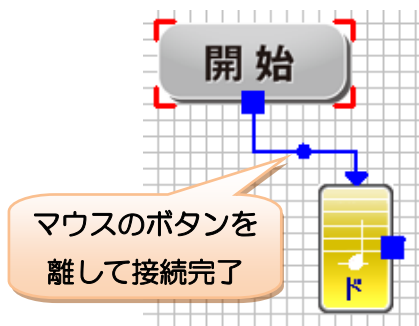 開始
マウスのボタンを
離して接続完了
ド